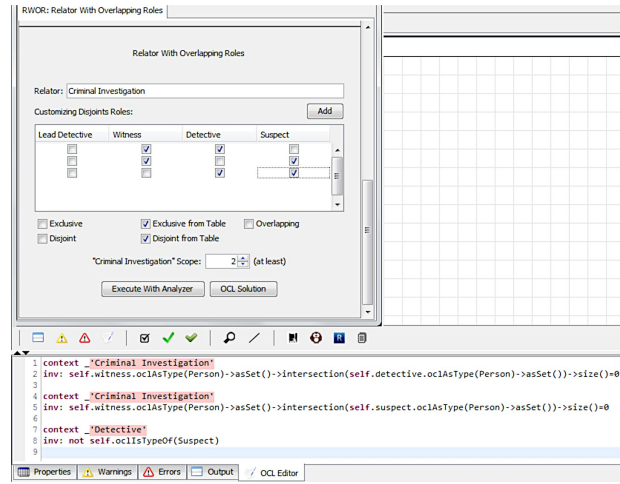 RWOR: Relator With Overlapping Roles
Relator With Overlapping Roles
Relator: Criminal Investigation
Customizing Disjoints Roles: Add
Lead Detective Witness Detective Suspect
Exclusive Exclusive from Table Overlapping
Disjoint Disjoint from Table
"Criminal Investigation" Scope: 2 (at least)
Execute With Analyzer OCL Solution
R
1 context _'Criminal Investigation'
2 inv: self.witness.oclAsType(Person)->asSet()->intersection(self.detective.oclAsType(Person)->asSet())->size()=0
3
4 context _'Criminal Investigation'
5 inv: self.witness.oclAsType(Person)->asSet()->intersection(self.suspect.oclAsType(Person)->asSet())->size()=0
6
7 context _'Detective'
8 inv: not self.oclIsTypeOf(Suspect)
9
Properties Warnings Errors Output OCL Editor